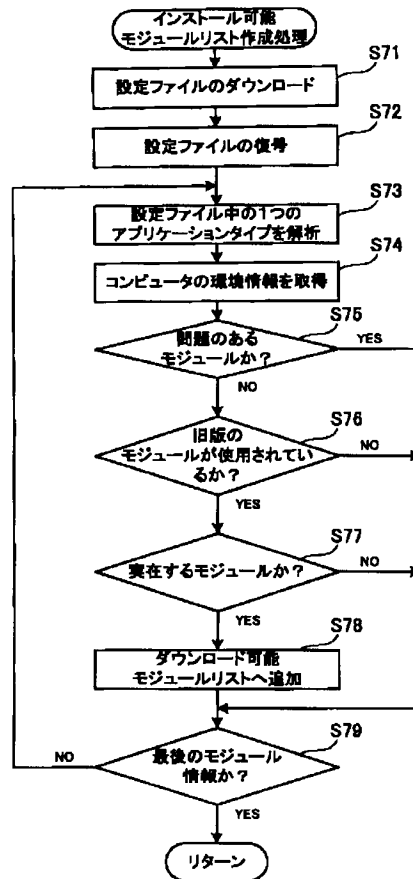 インストール可能
モジュールリスト作成処理
S71
設定ファイルのダウンロード
S72
設定ファイルの復号
S73
設定ファイル中の1つの
アプリケーションタイプを解析
S74
コンピュータの環境情報を取得
S75
問題のある
モジュールか?
YES
NO
S76
旧版の
モジュールが使用されてい
るか?
NO
YES
S77
実在するモジュールか?
NO
YES
S78
ダウンロード可能
モジュールリストへ追加
S79
最後のモジュール
情報か?
NO
YES
リターン